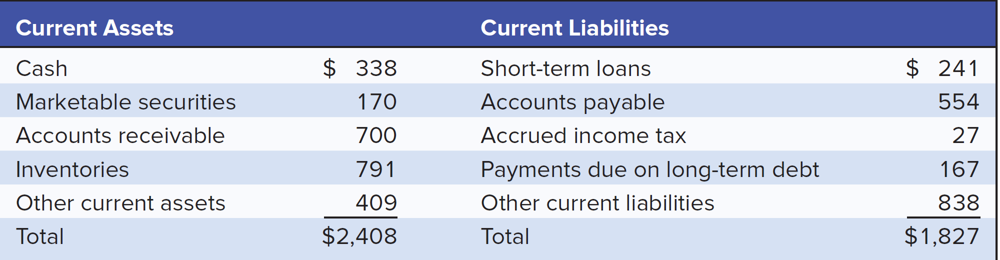 Current Assets Current Liabilities
Cash $ 338 Short-term loans $ 241
Marketable securities 170 Accounts payable 554
Accounts receivable 700 Accrued income tax 27
Inventories 791 Payments due on long-term debt 167
Other current assets 409 Other current liabilities 838
Total $2,408 Total $1,827